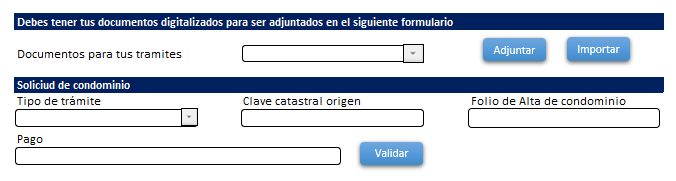 Debes tener tus documentos digitalizados para ser adjuntados en el siguiente formulario
Documentos para tus tramites
Adjuntar
Importar
Soliciud de condominio
Tipo de trámite
Clave catastral origen
Folio de Alta de condominio
Pago
Validar